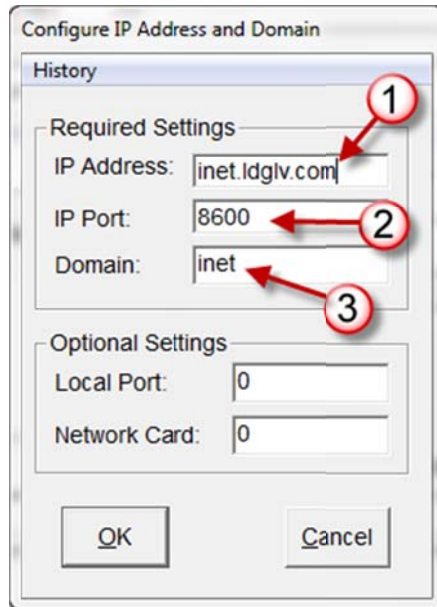 Configure IP Address and Domain
History
1
Required Settings
IP Address: inet.ldglv.com
IP Port: 8600
2
Domain: inet
3
Optional Settings
Local Port: 0
Network Card: 0
OK Cancel